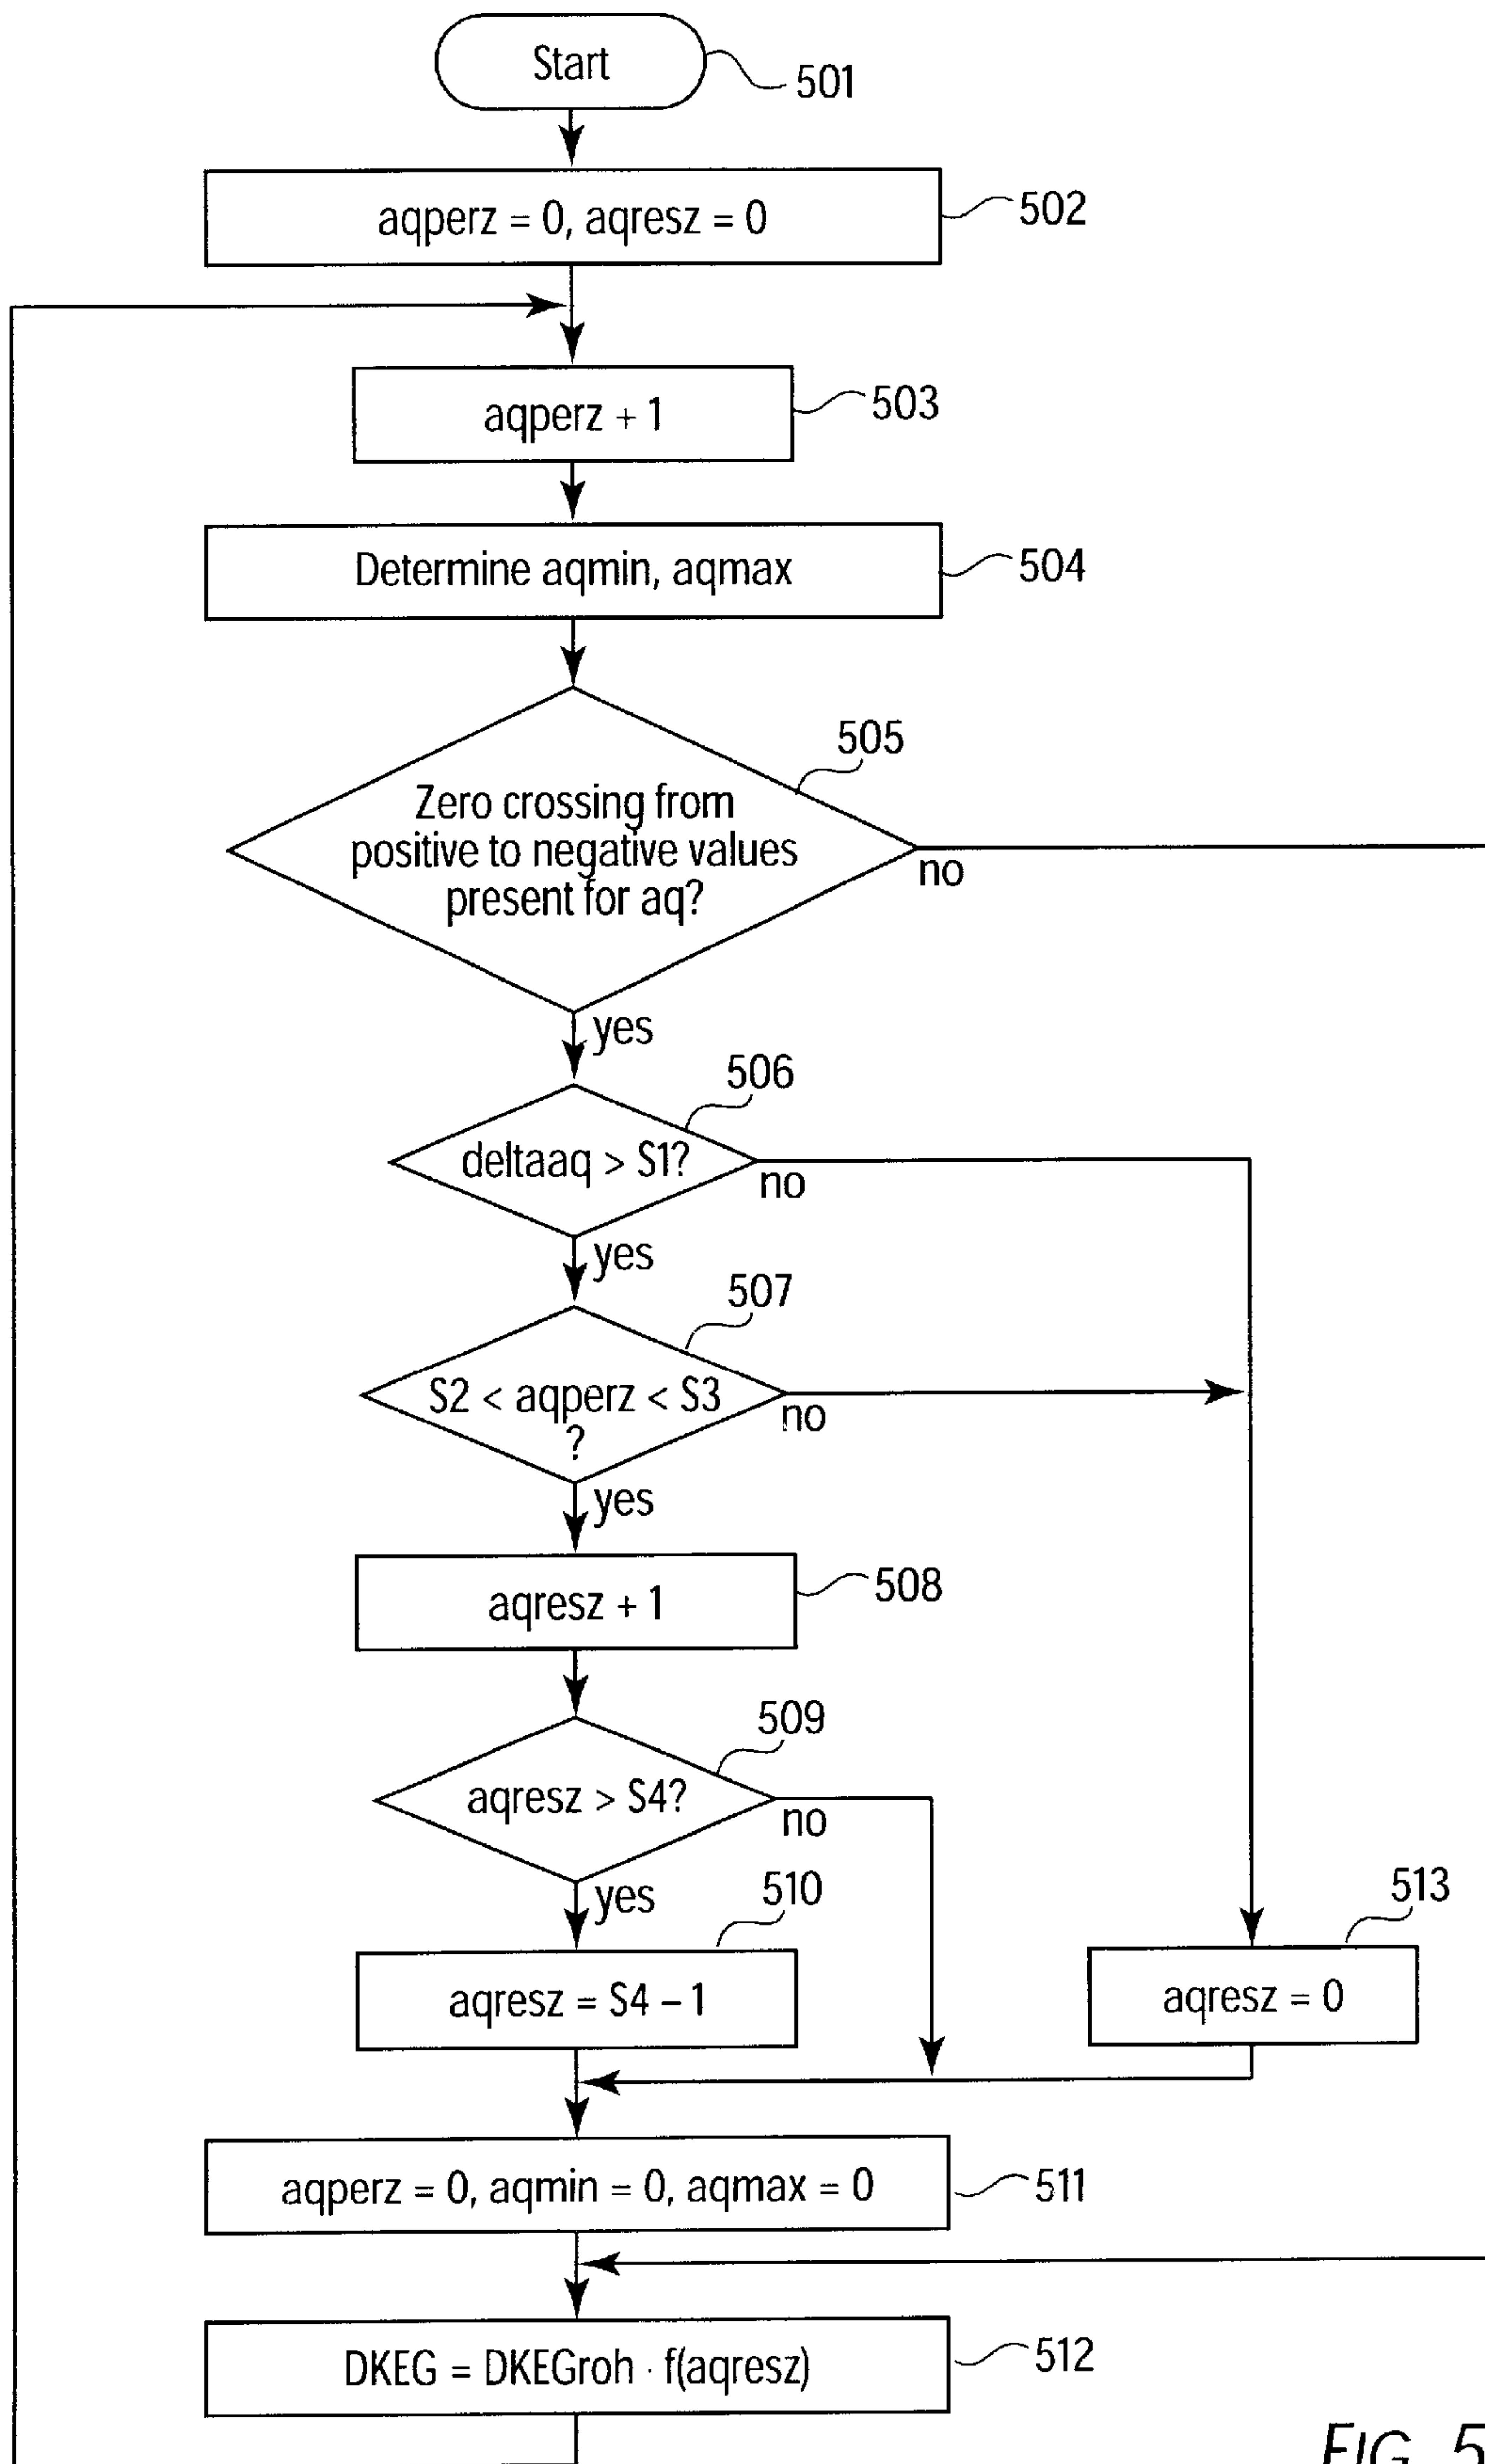 Start
501
aqperz = 0, aqresz = 0
502
aqperz + 1
503
Determine aqmin, aqmax
504
505
Zero crossing from
positive to negative values
present for aq?
no
yes
506
deltaaq > S1?
no
yes
507
S2 < aqperz < S3
?
no
yes
aqresz + 1
508
509
aqresz > S4?
no
yes
510
513
aqresz = S4 – 1
aqresz = 0
aqperz = 0, aqmin = 0, aqmax = 0
511
DKEG = DKEGroh · f(aqresz)
512
FIG. 5